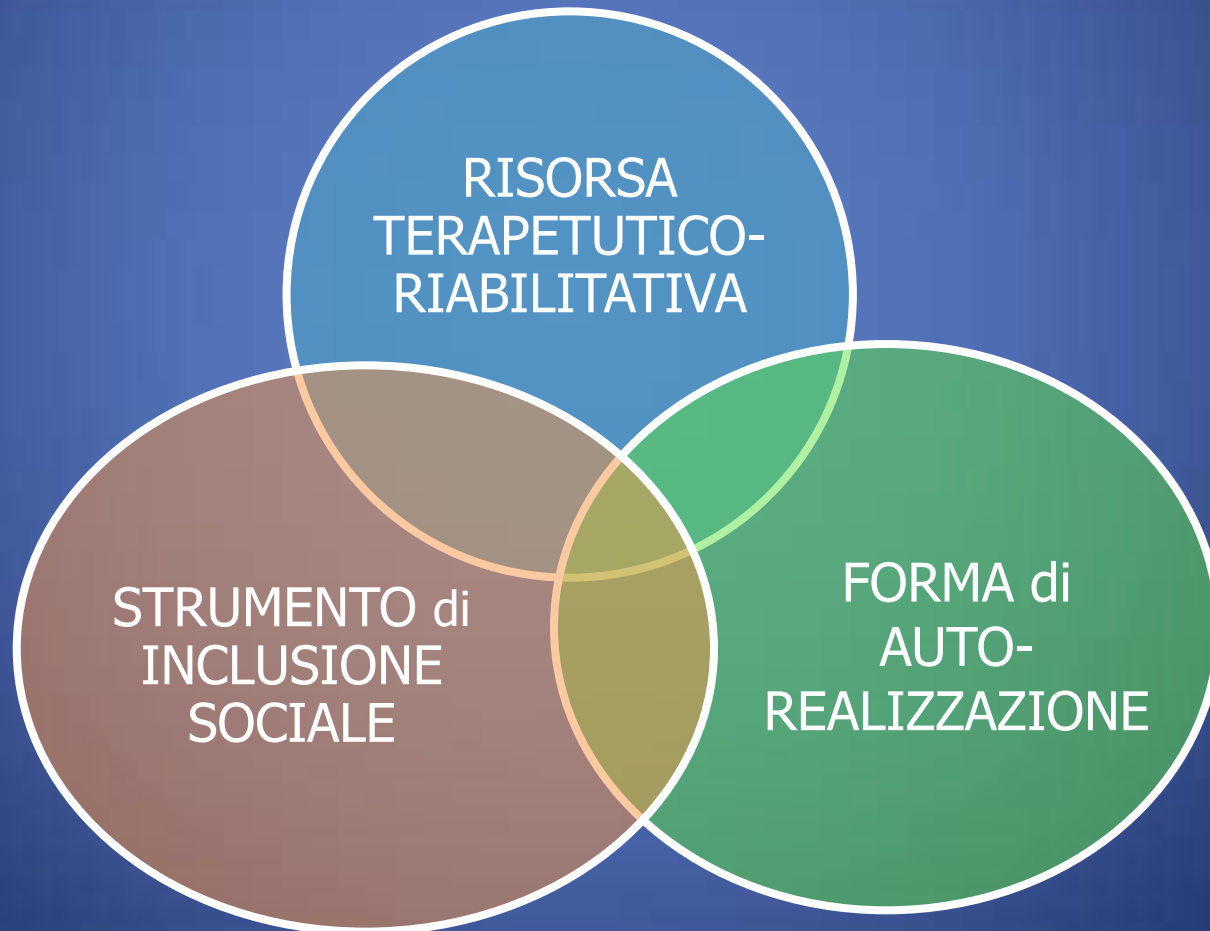 RISORSA
TERAPETUTICO-
RIABILITATIVA
STRUMENTO di
INCLUSIONE
SOCIALE
FORMA di
AUTO-
REALIZZAZIONE